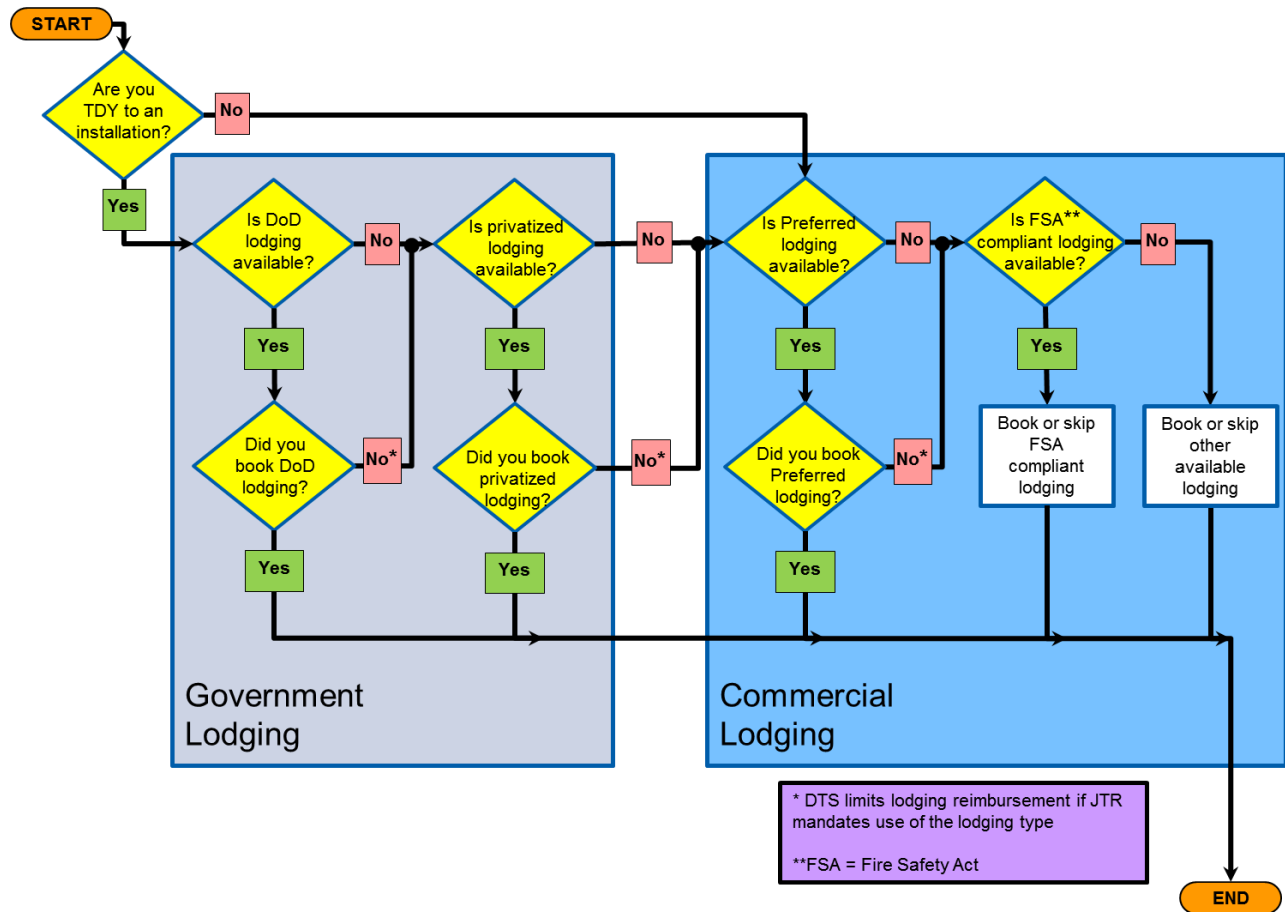 START
Are you
TDY to an
installation?
No
Yes
Is DoD
lodging
available?
No
Is privatized
lodging
available?
No
Is Preferred
lodging
available?
No
Is FSA**
compliant lodging
available?
No
Yes
Yes
Yes
Yes
Did you
book DoD
lodging?
No*
Did you book
privatized
lodging?
No*
Did you book
Preferred
lodging?
No*
Book or skip
FSA
compliant
lodging
Book or skip
other
available
lodging
Yes
Yes
Yes
Government
Lodging
Commercial
Lodging
* DTS limits lodging reimbursement if JTR
mandates use of the lodging type
**FSA = Fire Safety Act
END